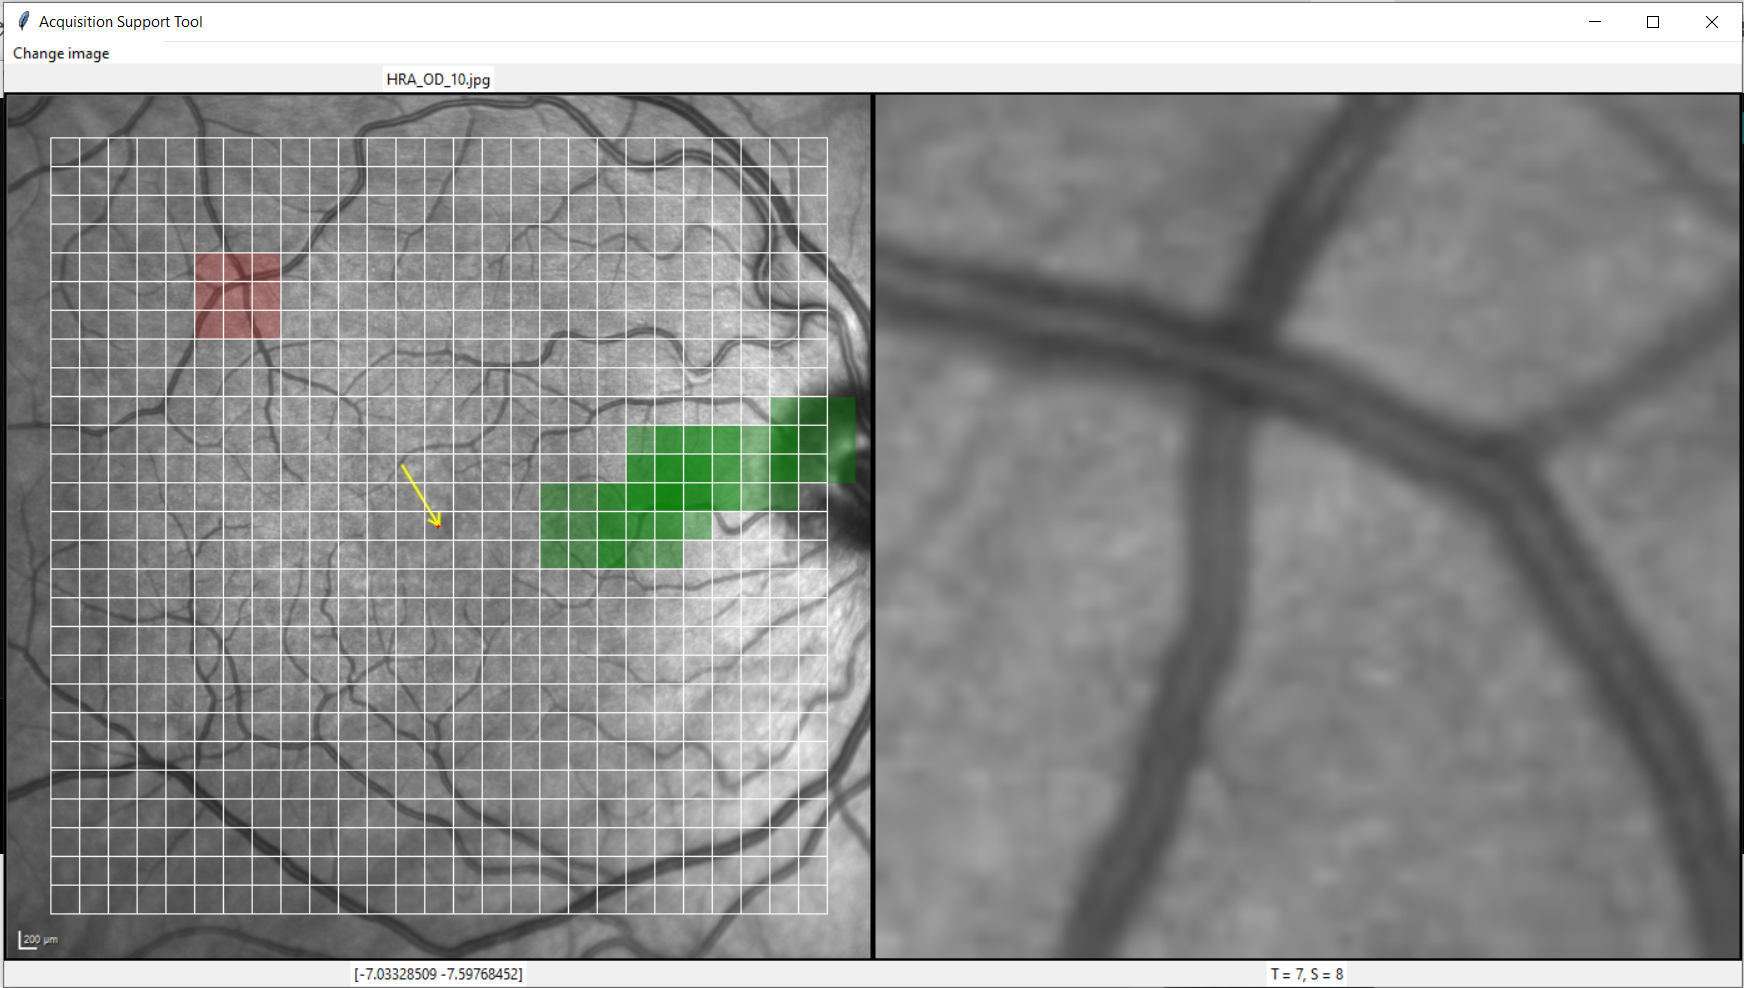 Acquisition Support Tool
Change image
HRA_OD_10.jpg
200 µm
[-7.03328509 -7.59768452]
T = 7, S = 8